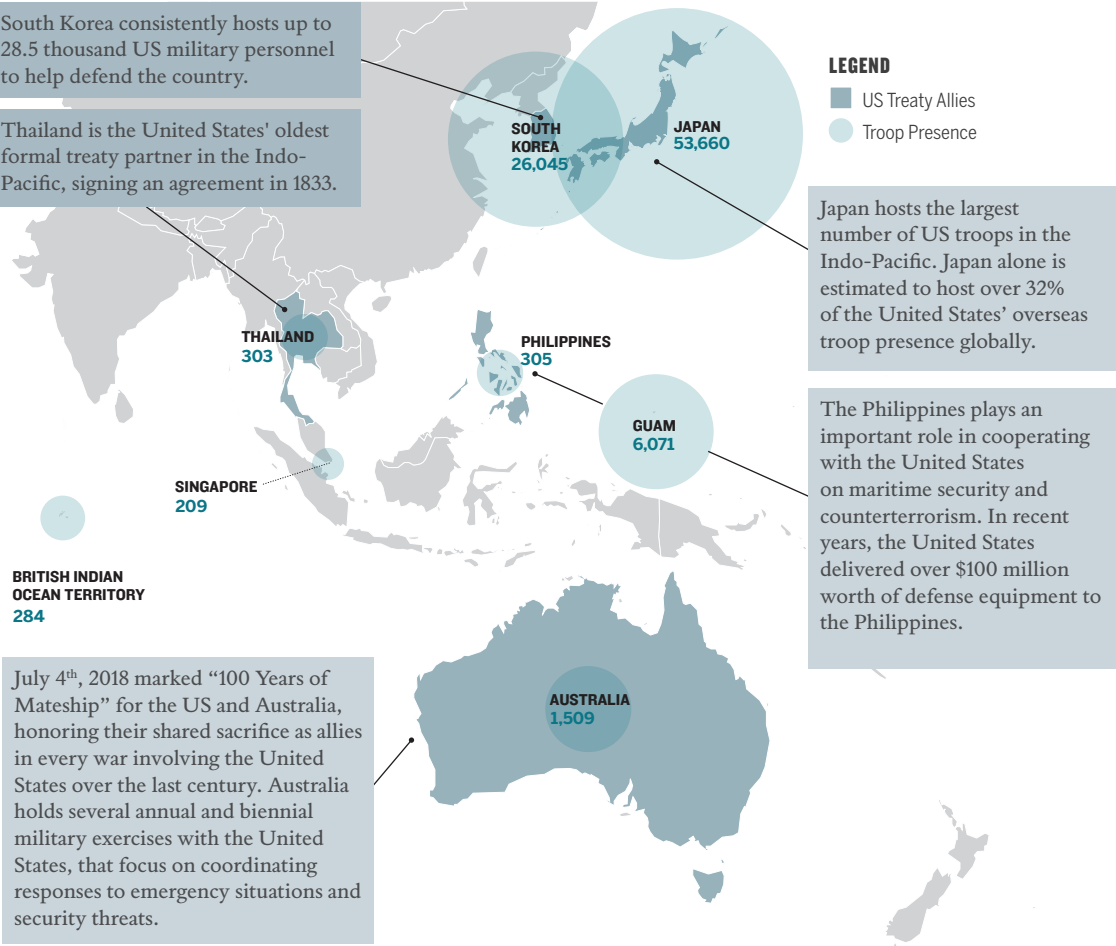 South Korea consistently hosts up to
28.5 thousand US military personnel
to help defend the country.
Thailand is the United States' oldest
formal treaty partner in the Indo-
Pacific, signing an agreement in 1833.
LEGEND
US Treaty Allies
Troop Presence
SOUTH
KOREA
26,045
JAPAN
53,660
Japan hosts the largest
number of US troops in the
Indo-Pacific. Japan alone is
estimated to host over 32%
of the United States’ overseas
troop presence globally.
THAILAND
303
PHILIPPINES
305
GUAM
6,071
The Philippines plays an
important role in cooperating
with the United States
on maritime security and
counterterrorism. In recent
years, the United States
delivered over $100 million
worth of defense equipment to
the Philippines.
SINGAPORE
209
BRITISH INDIAN
OCEAN TERRITORY
284
July 4th, 2018 marked “100 Years of
Mateship” for the US and Australia,
honoring their shared sacrifice as allies
in every war involving the United
States over the last century. Australia
holds several annual and biennial
military exercises with the United
States, that focus on coordinating
responses to emergency situations and
security threats.
AUSTRALIA
1,509